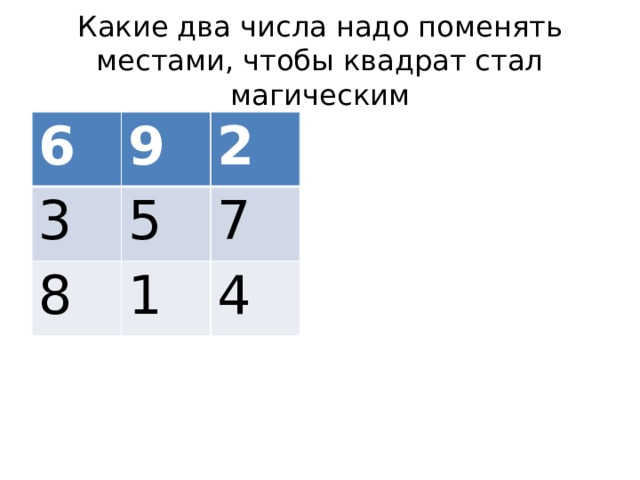 Какие два числа надо поменять
местами, чтобы квадрат стал
магическим
6 9 2
3 5 7
8 1 4